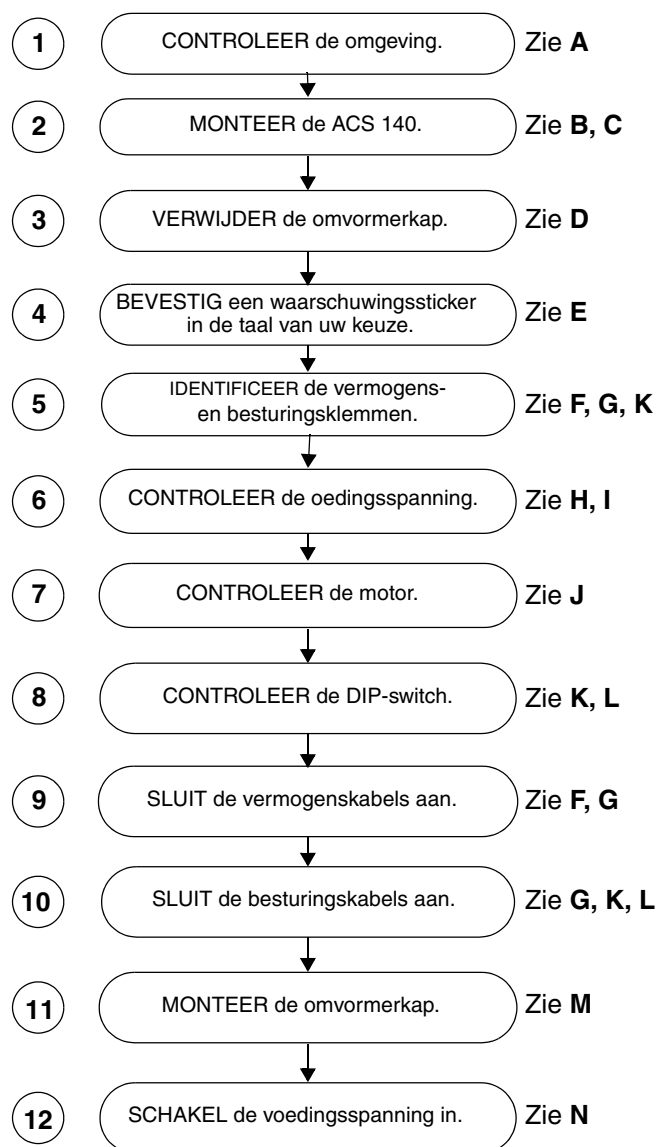 1 CONTROLEER de omgeving. Zie A
2 MONTEER de ACS 140. Zie B, C
3 VERWIJDER de omvormerkap. Zie D
4 BEVESTIG een waarschuwingssticker Zie E
in de taal van uw keuze.
5 IDENTIFICEER de vermogens- Zie F, G, K
en besturingsklemmen.
6 CONTROLEER de oedingsspanning. Zie H, I
7 CONTROLEER de motor. Zie J
8 CONTROLEER de DIP-switch. Zie K, L
9 SLUIT de vermogenskabels aan. Zie F, G
10 SLUIT de besturingskabels aan. Zie G, K, L
11 MONTEER de omvormerkap. Zie M
12 SCHAKEL de voedingsspanning in. Zie N